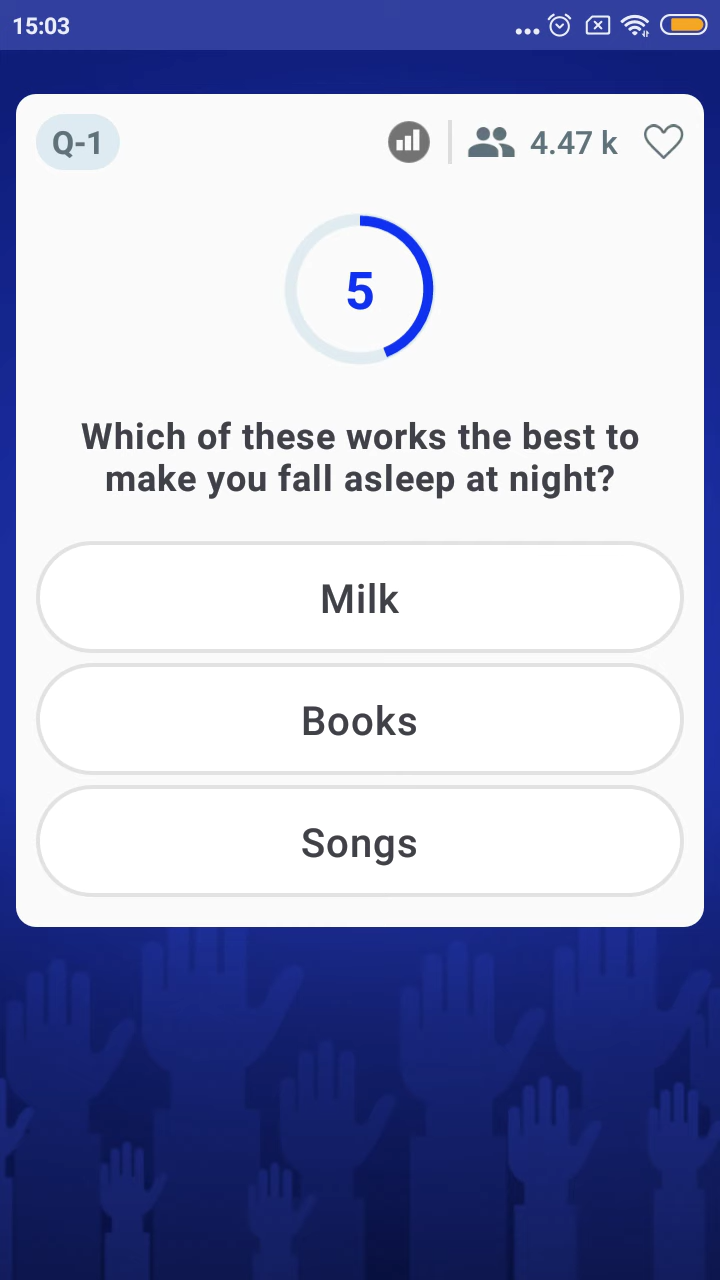 15:03
Q-1
4.47 k
5
Which of these works the best to
make you fall asleep at night?
Milk
Books
Songs